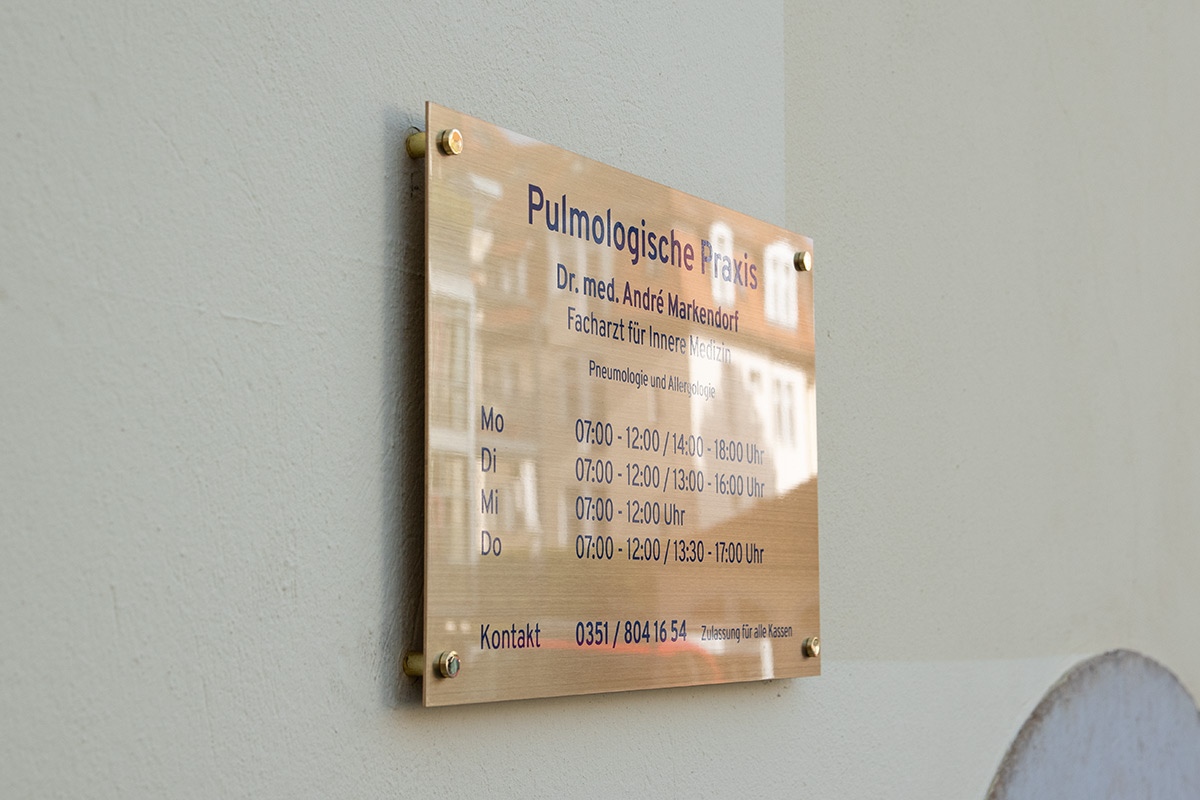 Pulmologische Praxis
Dr. med. André Markendorf
Facharzt für Innere Medizin
Pneumologie und Allergologie
Mo 07:00 - 12:00 / 14:00 - 18:00 Uhr
Di 07:00 - 12:00 / 13:00 - 16:00 Uhr
Mi 07:00 - 12:00 Uhr
Do 07:00 - 12:00 / 13:30 - 17:00 Uhr
Kontakt 0351 / 804 16 54 Zulassung für alle Kassen